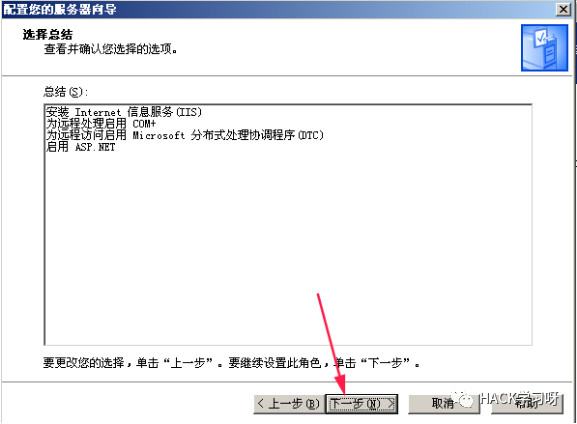 配置您的服务器向导
选择总结
查看并确认您选择的选项。
总结(S):
安装 Internet 信息服务(IIS)
为远程处理启用 COM+
为远程访问启用 Microsoft 分布式处理协调程序(DTC)
启用 ASP.NET
要更改您的选择，单击“上一步”。要继续设置此角色，单击“下一步”。
< 上一步(B) 下一步(N) > 取消 帮助
HACK学习呀